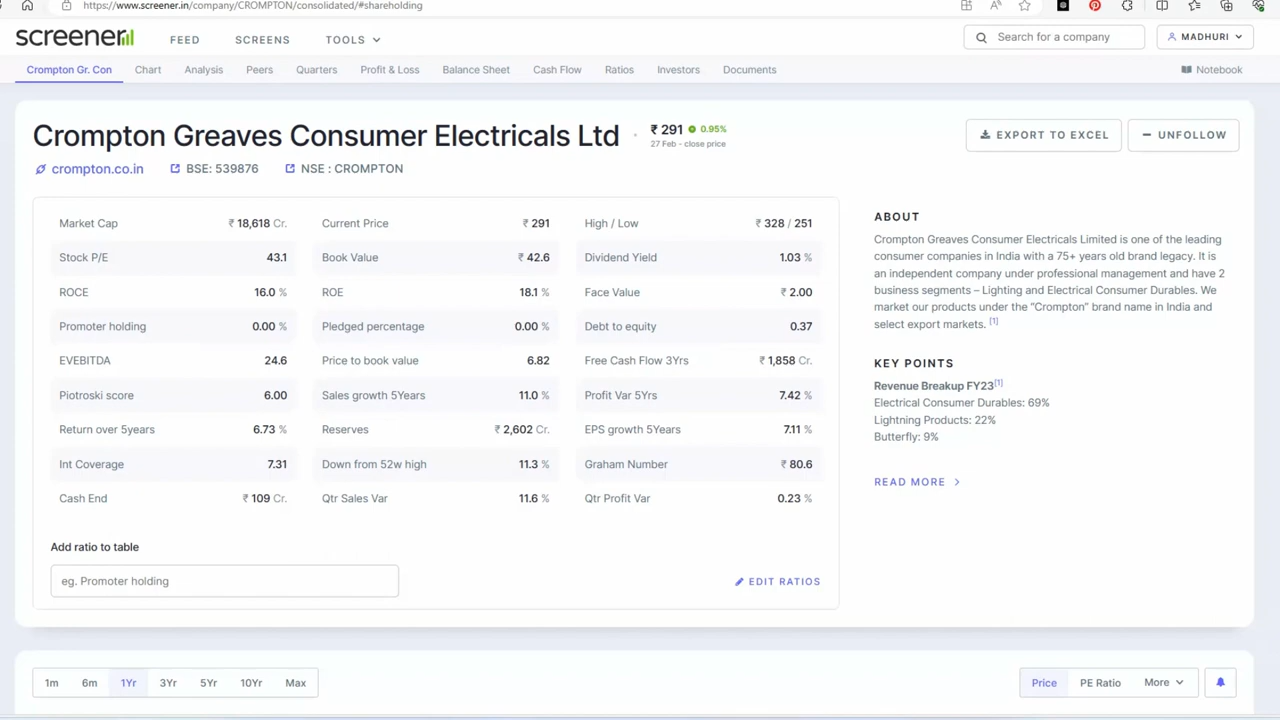 https://www.screener.in/company/CROMPTON/consolidated/#shareholding
screener
FEED SCREENS TOOLS
Search for a company
MADHURI
Crompton Gr. Con Chart Analysis Peers Quarters Profit & Loss Balance Sheet Cash Flow Ratios Investors Documents Notebook
Crompton Greaves Consumer Electricals Ltd
₹ 291 0.95%
27 Feb - close price
EXPORT TO EXCEL
UNFOLLOW
crompton.co.in BSE: 539876 NSE : CROMPTON
Market Cap ₹ 18,618 Cr. Current Price ₹ 291 High / Low ₹ 328 / 251
Stock P/E 43.1 Book Value ₹ 42.6 Dividend Yield 1.03 %
ROCE 16.0 % ROE 18.1 % Face Value ₹ 2.00
Promoter holding 0.00 % Pledged percentage 0.00 % Debt to equity 0.37
EVEBITDA 24.6 Price to book value 6.82 Free Cash Flow 3Yrs ₹ 1,858 Cr.
Piotroski score 6.00 Sales growth 5Years 11.0 % Profit Var 5Yrs 7.42 %
Return over 5years 6.73 % Reserves ₹ 2,602 Cr. EPS growth 5Years 7.11 %
Int Coverage 7.31 Down from 52w high 11.3 % Graham Number ₹ 80.6
Cash End ₹ 109 Cr. Qtr Sales Var 11.6 % Qtr Profit Var 0.23 %
Add ratio to table
eg. Promoter holding
EDIT RATIOS
ABOUT
Crompton Greaves Consumer Electricals Limited is one of the leading
consumer companies in India with a 75+ years old brand legacy. It is
an independent company under professional management and have 2
business segments – Lighting and Electrical Consumer Durables. We
market our products under the "Crompton" brand name in India and
select export markets. [1]
KEY POINTS
Revenue Breakup FY23[1]
Electrical Consumer Durables: 69%
Lightning Products: 22%
Butterfly: 9%
READ MORE
1m 6m 1Yr 3Yr 5Yr 10Yr Max
Price PE Ratio More